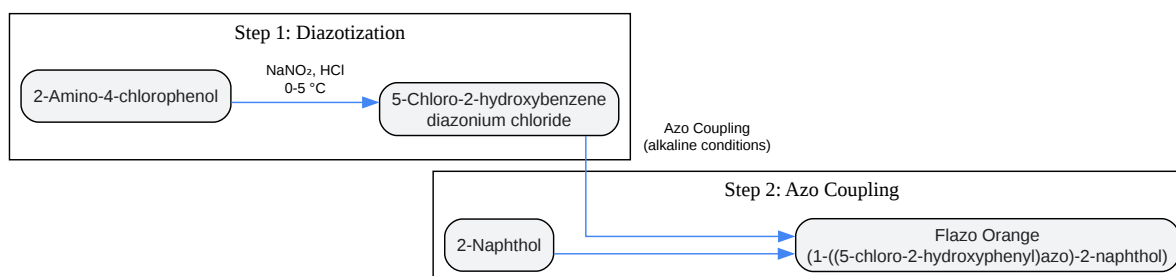 Step 1: Diazotization
NaNO₂, HCl
0-5 °C
2-Amino-4-chlorophenol
5-Chloro-2-hydroxybenzene
diazonium chloride
Azo Coupling
(alkaline conditions)
Step 2: Azo Coupling
2-Naphthol
Flazo Orange
(1-((5-chloro-2-hydroxyphenyl)azo)-2-naphthol)